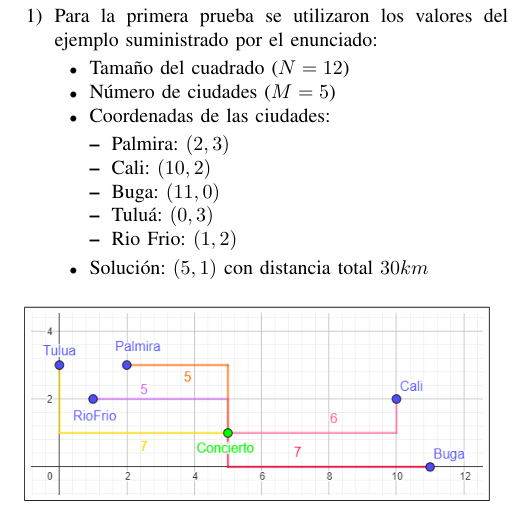 1) Para la primera prueba se utilizaron los valores del
ejemplo suministrado por el enunciado:
• Tamaño del cuadrado (N = 12)
• Número de ciudades (M = 5)
• Coordenadas de las ciudades:
– Palmira: (2, 3)
– Cali: (10, 2)
– Buga: (11, 0)
– Tuluá: (0, 3)
– Rio Frio: (1, 2)
• Solución: (5, 1) con distancia total 30km
4
Tulua
Palmira
5
5
Cali
2
RioFrio
6
7
Concierto
7
Buga
0
2
4
6
8
10
12